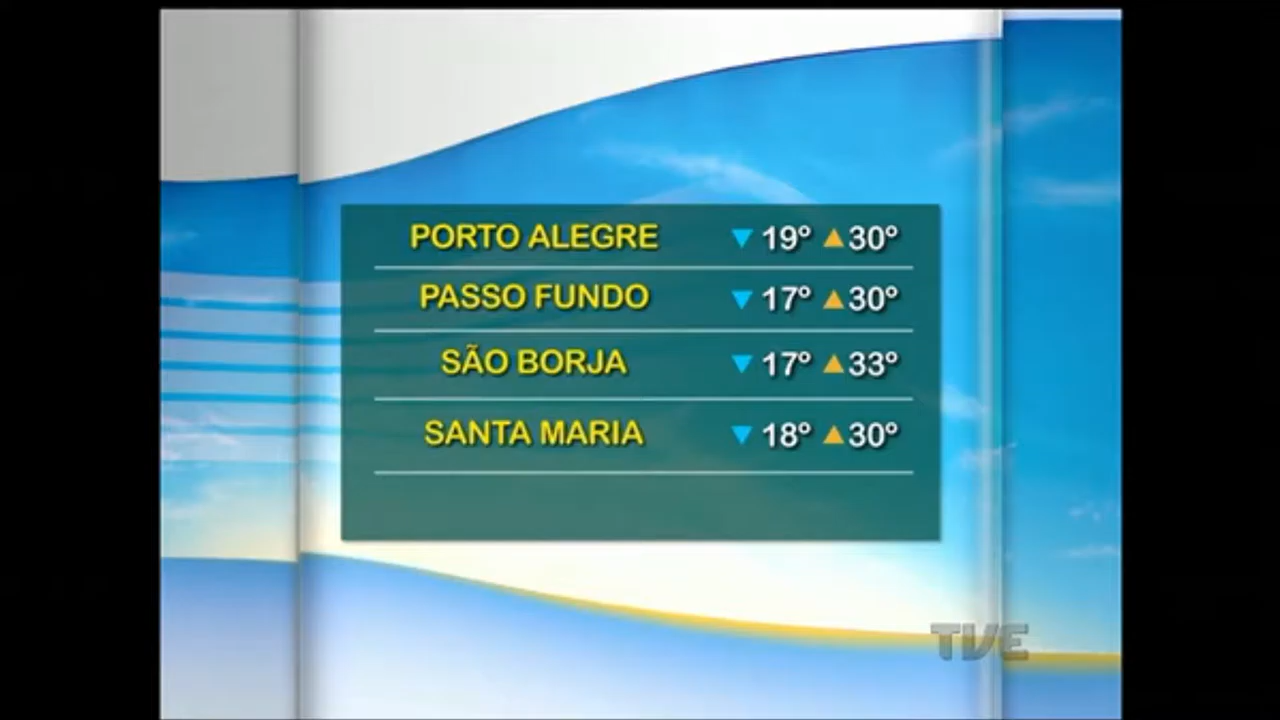 PORTO ALEGRE ▼ 19º ▲ 30º
PASSO FUNDO ▼ 17º ▲ 30º
SÃO BORJA ▼ 17º ▲ 33º
SANTA MARIA ▼ 18º ▲ 30º
TVE